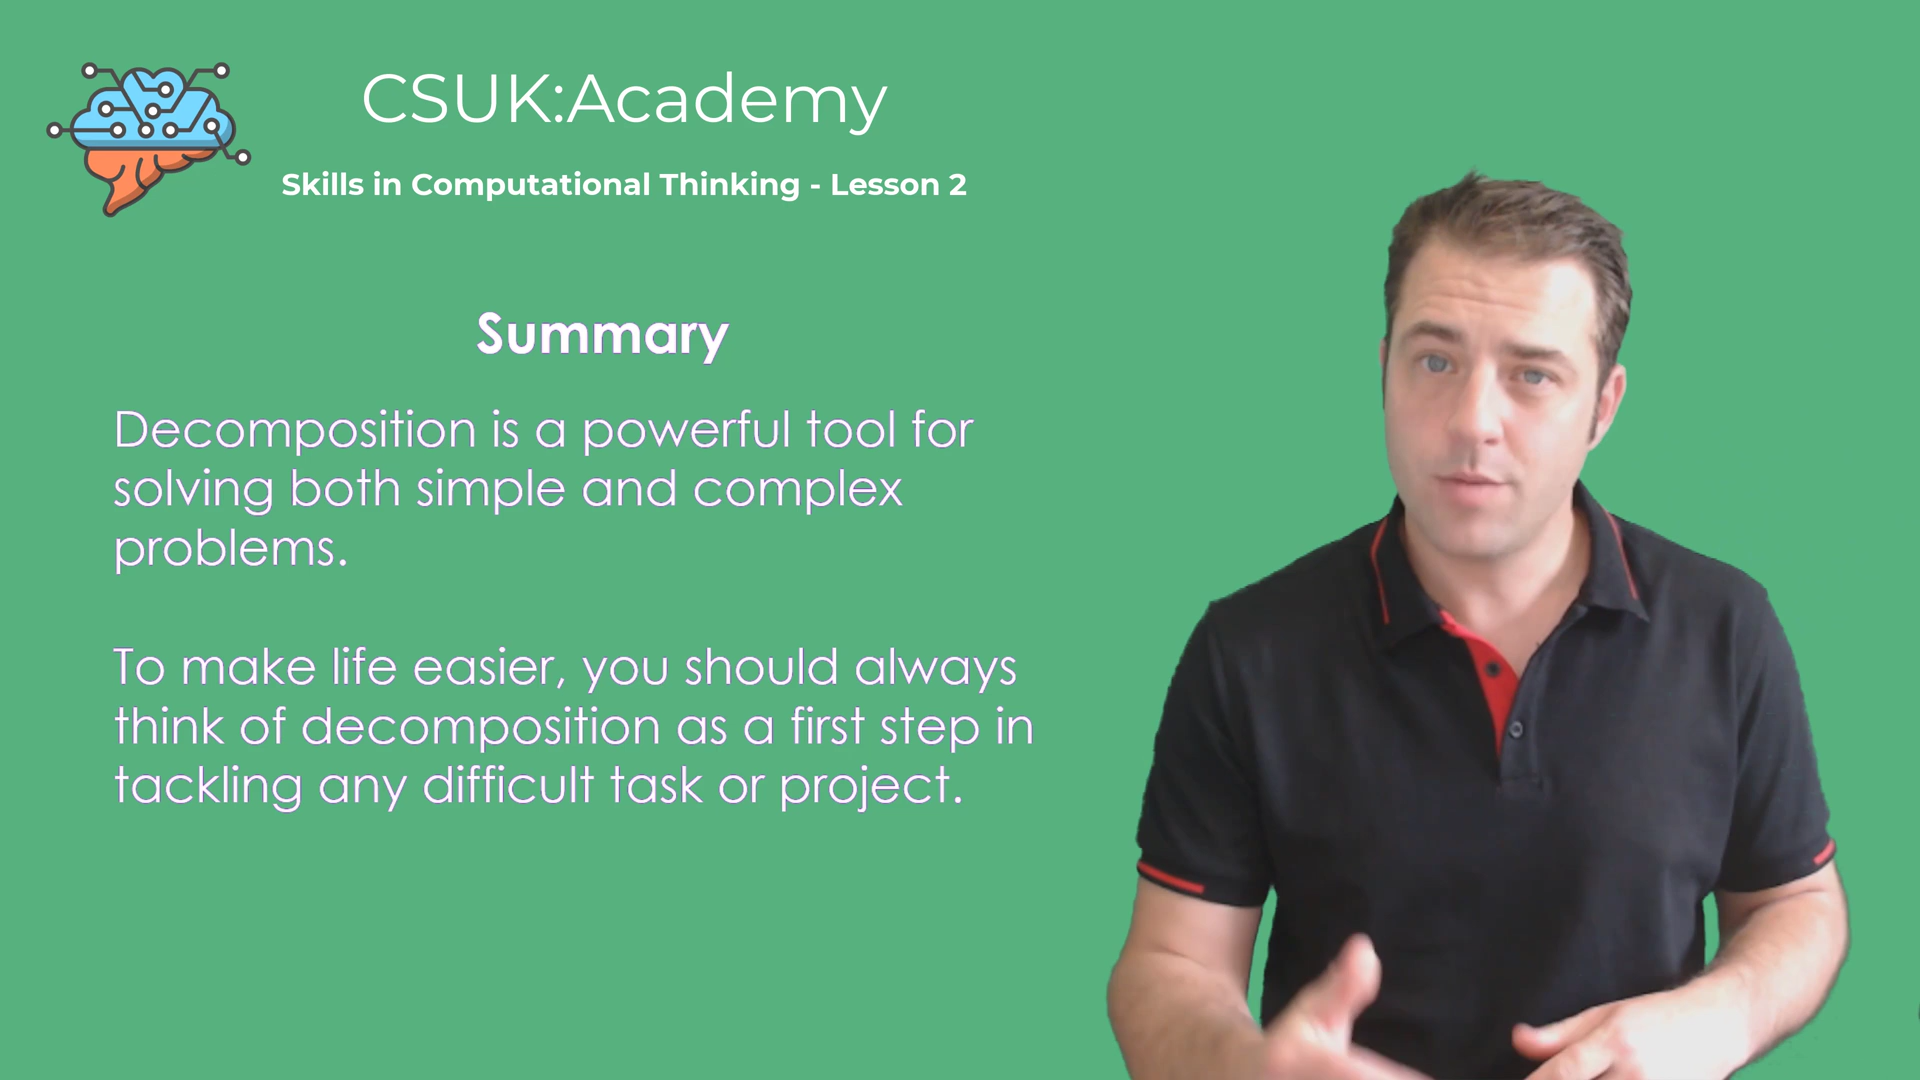 CSUK:Academy
Skills in Computational Thinking - Lesson 2
Summary
Decomposition is a powerful tool for
solving both simple and complex
problems.
To make life easier, you should always
think of decomposition as a first step in
tackling any difficult task or project.